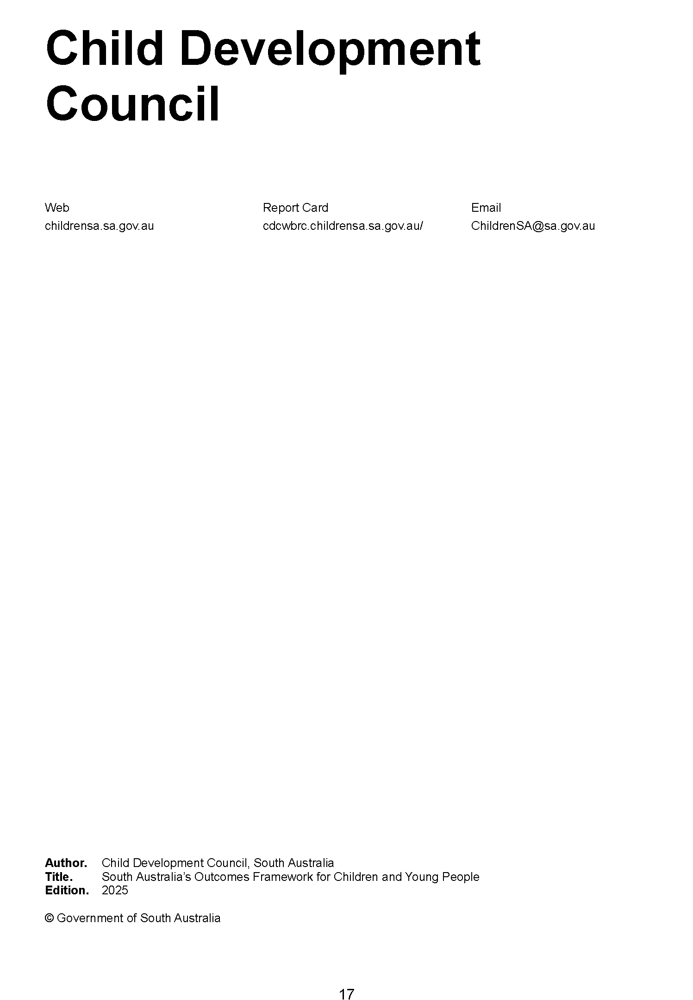 Child Development
Council
Web
childrensa.sa.gov.au
Report Card
cdcwbrc.childrensa.sa.gov.au/
Email
ChildrenSA@sa.gov.au
Author. Child Development Council, South Australia
Title. South Australia’s Outcomes Framework for Children and Young People
Edition. 2025
© Government of South Australia
17